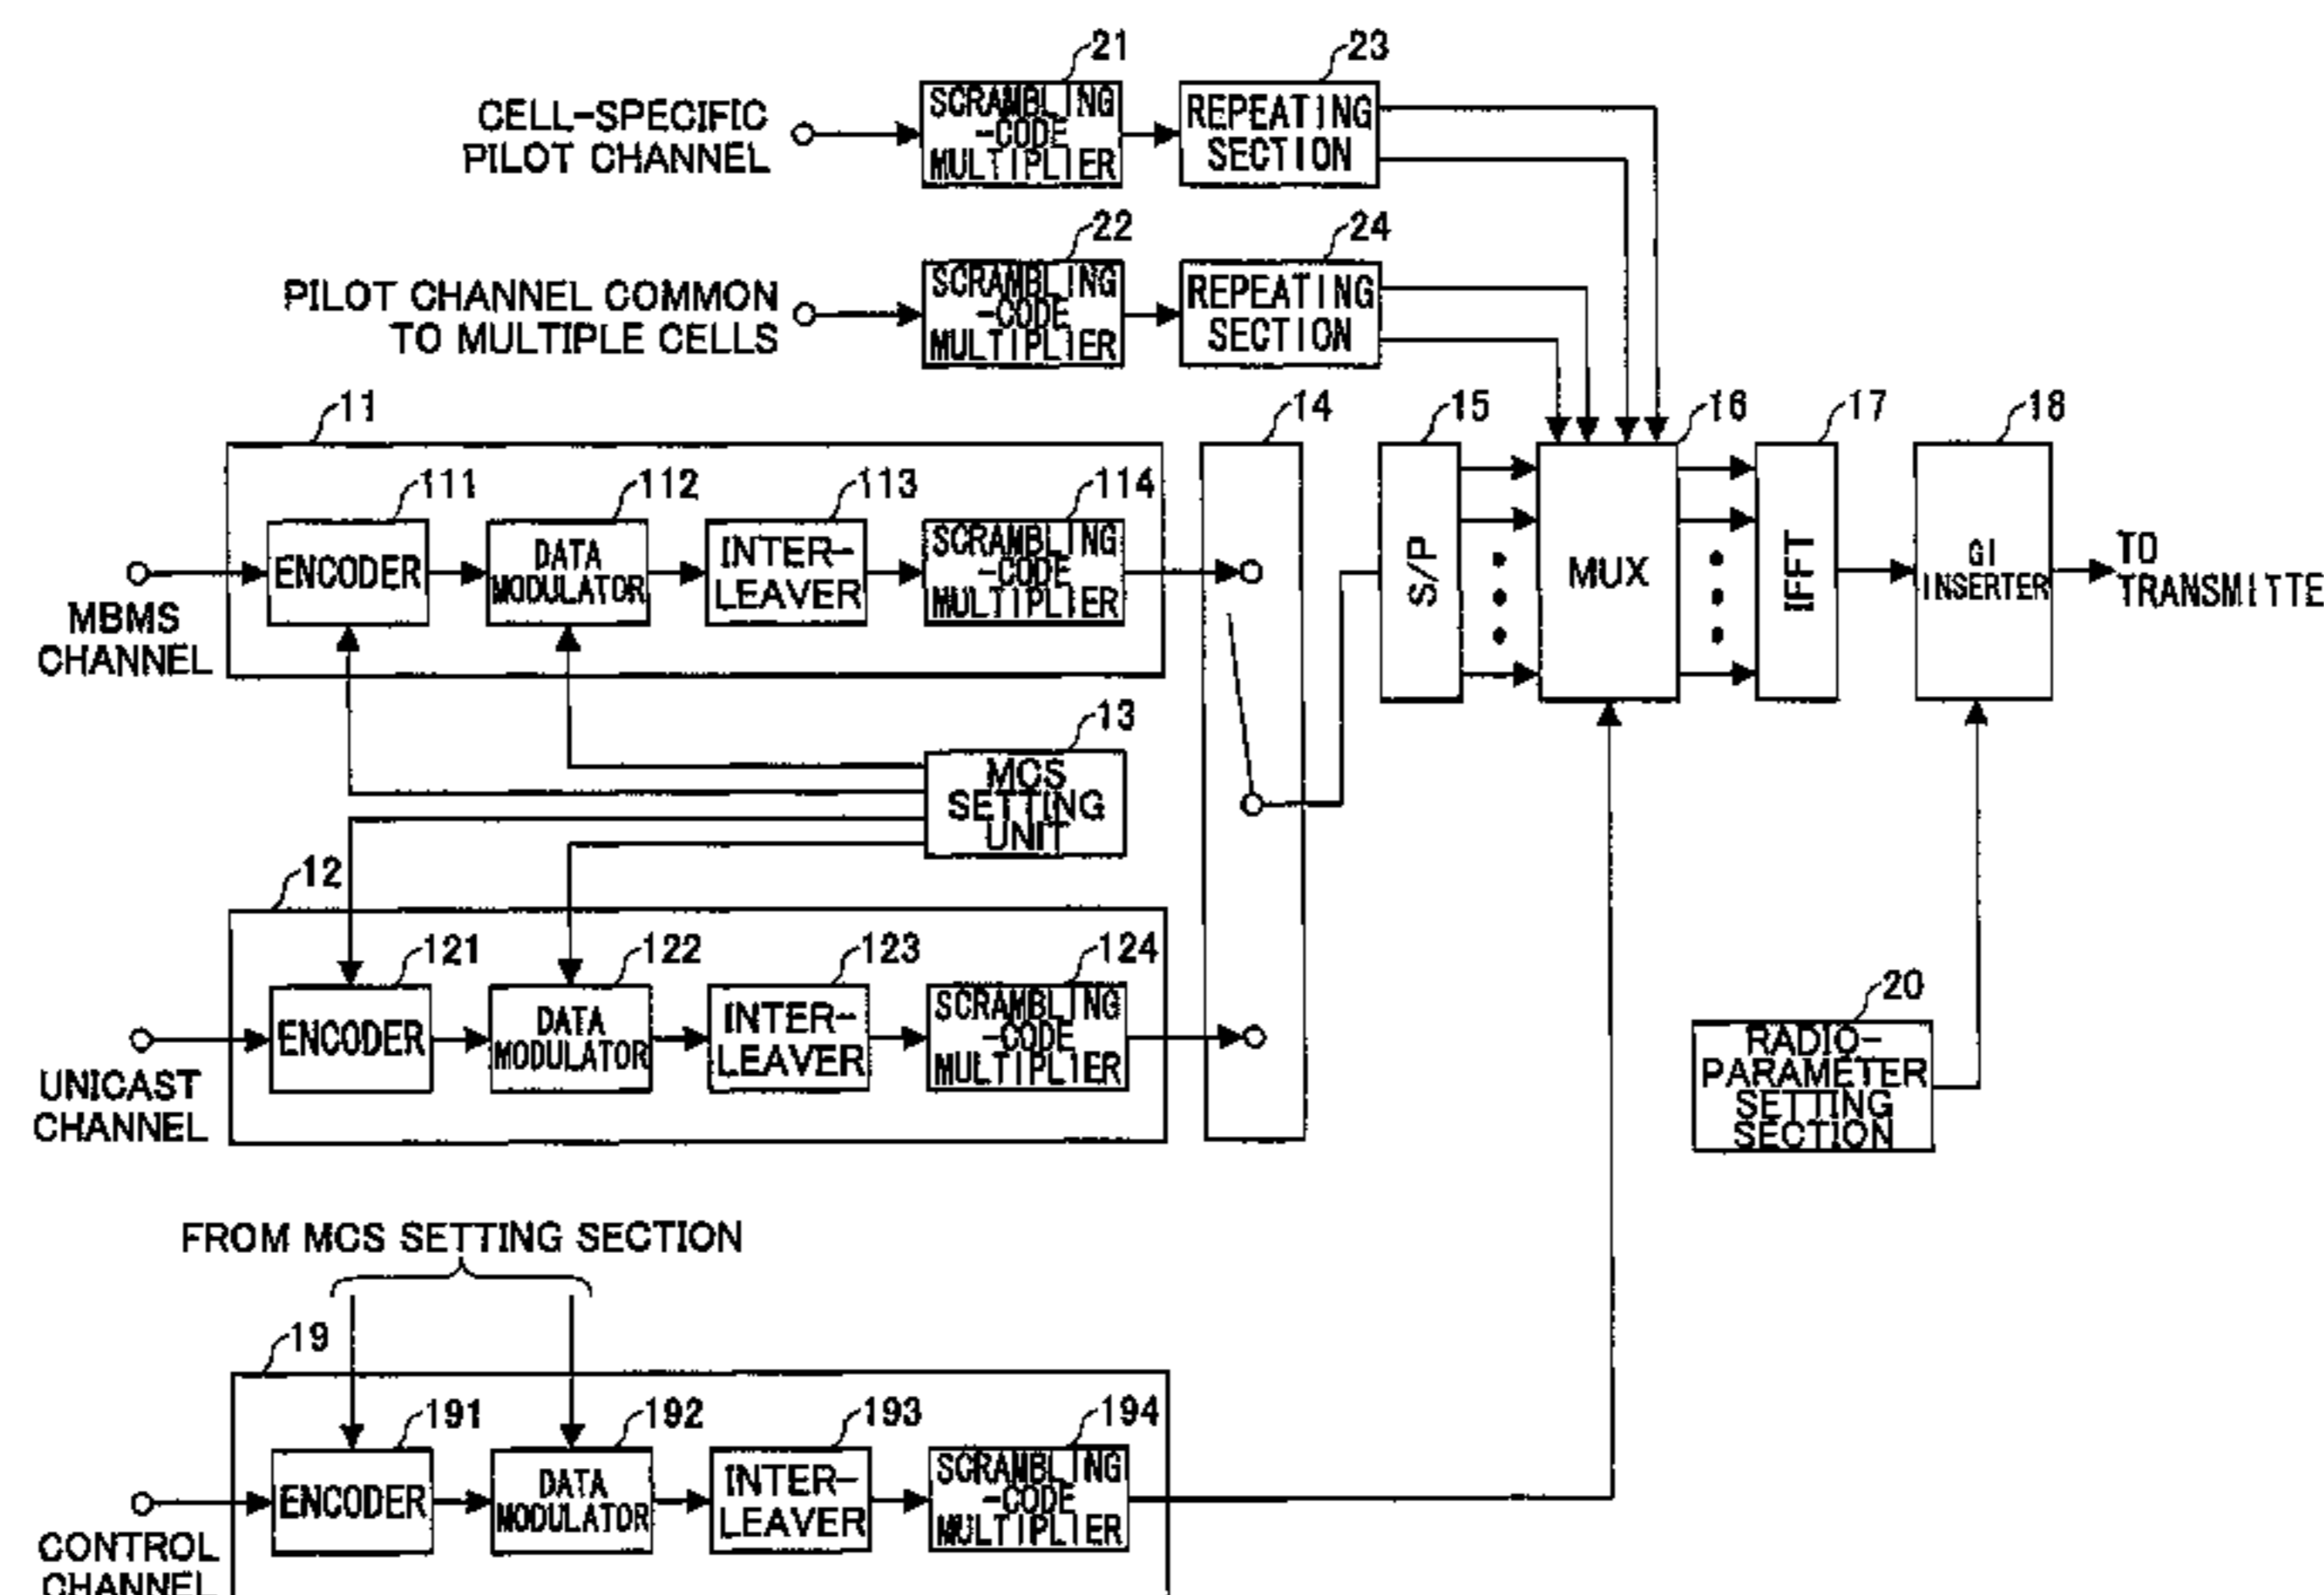 21
23
CELL-SPECIFIC
PILOT CHANNEL
SCRAMBLING
-CODE
MULTIPLIER
REPEATING
SECTION
22
24
PILOT CHANNEL COMMON
TO MULTIPLE CELLS
SCRAMBLING
-CODE
MULTIPLIER
REPEATING
SECTION
11
14
15
16
17
18
111
112
113
114
MBMS
CHANNEL
ENCODER
DATA
MODULATOR
INTER-
LEAVER
SCRAMBLING
-CODE
MULTIPLIER
S/P
MUX
IFFT
GI
INSERTER
TO
TRANSMITTE
13
MCS
SETTING
UNIT
12
121
122
123
124
UNICAST
CHANNEL
ENCODER
DATA
MODULATOR
INTER-
LEAVER
SCRAMBLING
-CODE
MULTIPLIER
20
RADIO-
PARAMETER
SETTING
SECTION
FROM MCS SETTING SECTION
19
191
192
193
194
CONTROL
CHANNEL
ENCODER
DATA
MODULATOR
INTER-
LEAVER
SCRAMBLING
-CODE
MULTIPLIER